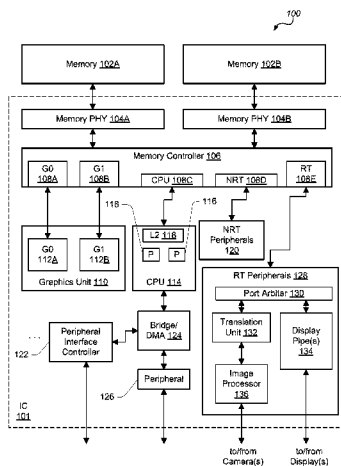 100
Memory 102A
Memory 102B
Memory PHY 104A
Memory PHY 104B
Memory Controller 106
G0
108A
G1
108B
CPU 108C
NRT 108D
RT
108E
116
116
L2 118
P
P
G0
112A
G1
112B
Graphics Unit 110
CPU 114
NRT
Peripherals
120
RT Peripherals 128
Port Arbiter 130
Translation
Unit 132
Display
Pipe(s)
134
Image
Processor
136
. . .
122
Peripheral
Interface
Controller
Bridge/
DMA 124
126
Peripheral
IC
101
to/from
Camera(s)
to/from
Display(s)